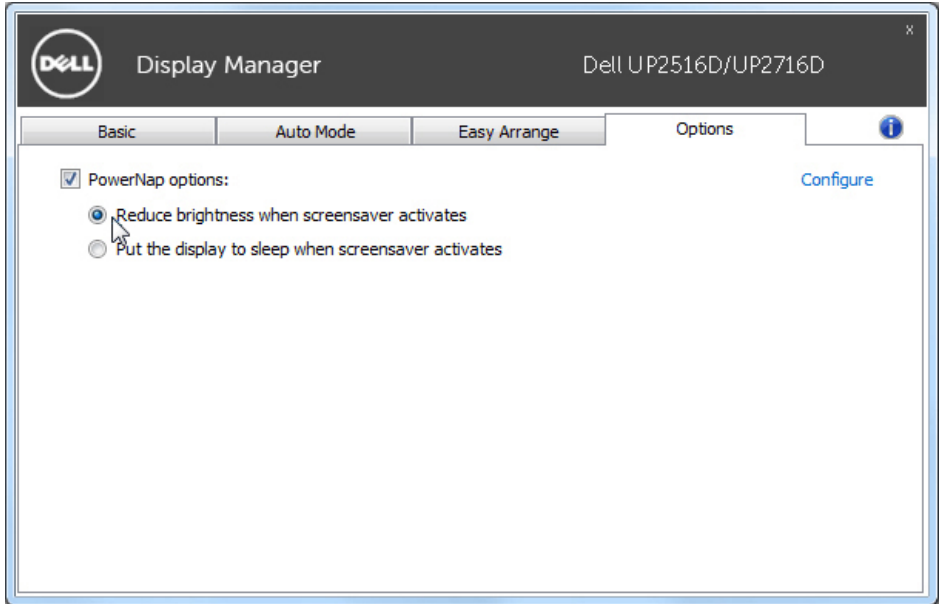 x
DELL Display Manager Dell UP2516D/UP2716D
Basic Auto Mode Easy Arrange Options i
PowerNap options: Configure
Reduce brightness when screensaver activates
Put the display to sleep when screensaver activates